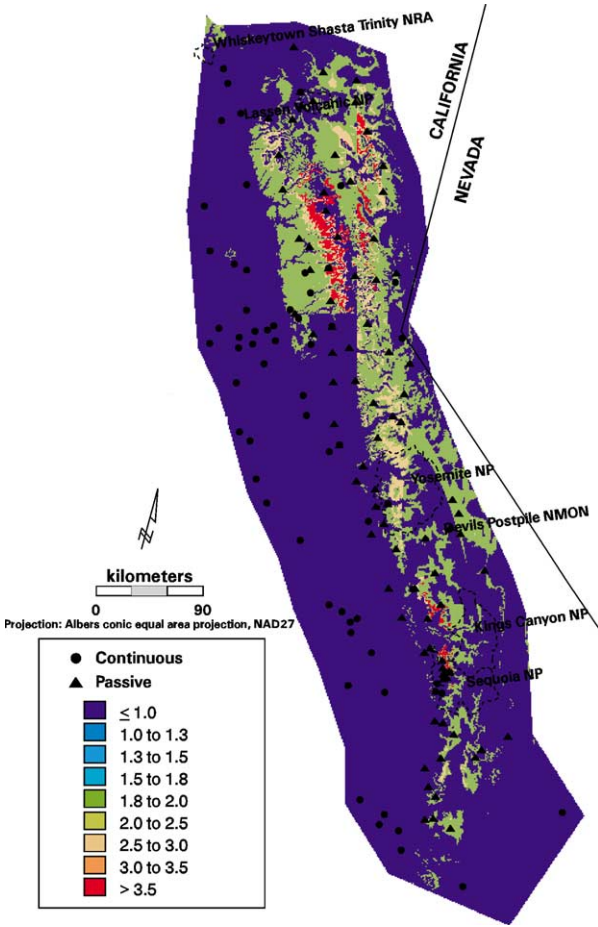 Whiskeytown Shasta Trinity NRA
Lassen Volcanic NP
CALIFORNIA
NEVADA
Yosemite NP
Devils Postpile NMON
Kings Canyon NP
Sequoia NP
kilometers
0 90
Projection: Albers conic equal area projection, NAD27
Continuous
Passive
≤ 1.0
1.0 to 1.3
1.3 to 1.5
1.5 to 1.8
1.8 to 2.0
2.0 to 2.5
2.5 to 3.0
3.0 to 3.5
> 3.5